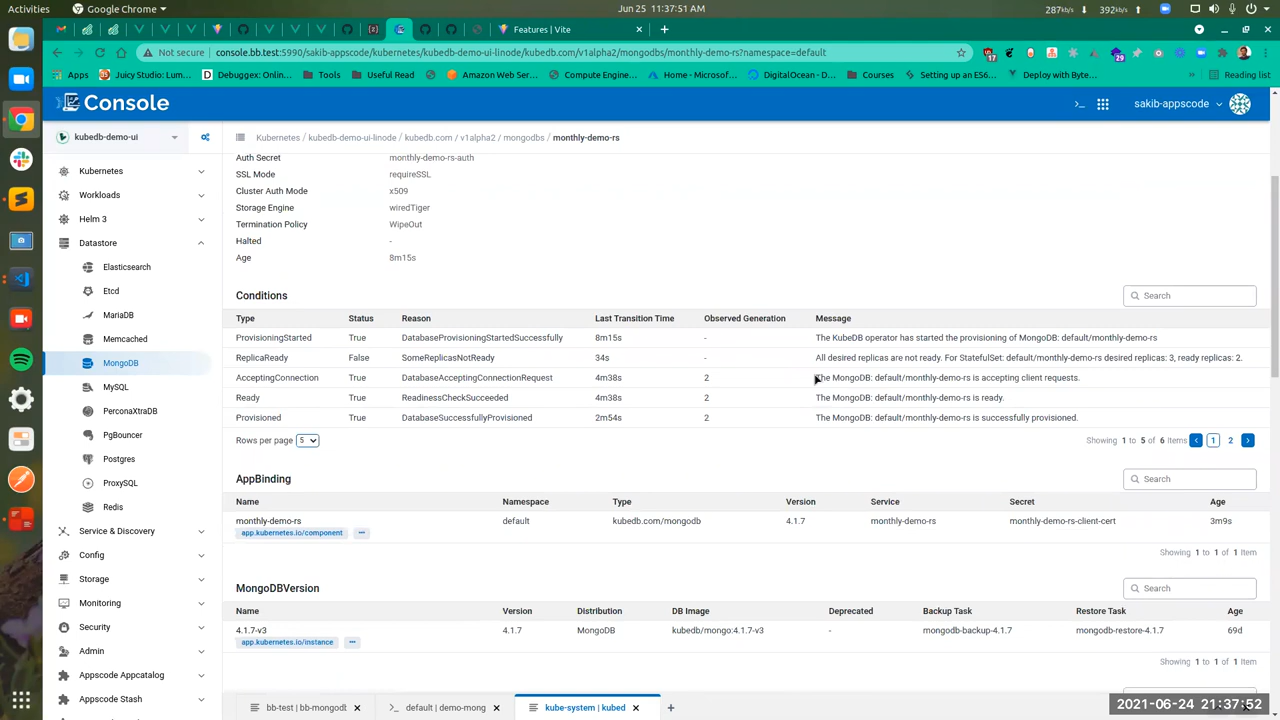 Google Chrome
Jun 25 11:37:51 AM
287kb/s
392kb/s
Features | Vite
Not secure
console.bb.test:5990/sakib-appscode/kubernetes/kubedb-demo-ui-linode/kubedb.com/v1alpha2/mongodbs/monthly-demo-rs?namespace=default
17
29
Apps
Juicy Studio: Lum...
Debuggex: Onlin...
Tools
Useful Read
Amazon Web Ser...
Compute Engine...
Home - Microsof...
DigitalOcean - D...
Courses
Setting up an ES6...
Deploy with Byte...
»
Reading list
Console
sakib-appscode
kubedb-demo-ui
Kubernetes / kubedb-demo-ui-linode / kubedb.com / v1alpha2 / mongodbs / monthly-demo-rs
Kubernetes
Workloads
Helm 3
Datastore
Elasticsearch
Etcd
MariaDB
Memcached
MongoDB
MySQL
PerconaXtraDB
PgBouncer
Postgres
ProxySQL
Redis
Service & Discovery
Config
Storage
Monitoring
Security
Admin
Appscode Appcatalog
Appscode Stash
Auth Secret monthly-demo-rs-auth
SSL Mode requireSSL
Cluster Auth Mode x509
Storage Engine wiredTiger
Termination Policy WipeOut
Halted -
Age 8m15s
Conditions
Search
Type Status Reason Last Transition Time Observed Generation Message
ProvisioningStarted True DatabaseProvisioningStartedSuccessfully 8m15s - The KubeDB operator has started the provisioning of MongoDB: default/monthly-demo-rs
ReplicaReady False SomeReplicasNotReady 34s - All desired replicas are not ready. For StatefulSet: default/monthly-demo-rs desired replicas: 3, ready replicas: 2.
AcceptingConnection True DatabaseAcceptingConnectionRequest 4m38s 2 The MongoDB: default/monthly-demo-rs is accepting client requests.
Ready True ReadinessCheckSucceeded 4m38s 2 The MongoDB: default/monthly-demo-rs is ready.
Provisioned True DatabaseSuccessfullyProvisioned 2m54s 2 The MongoDB: default/monthly-demo-rs is successfully provisioned.
Rows per page 5
Showing 1 to 5 of 6 Items 1 2
AppBinding
Search
Name Namespace Type Version Service Secret Age
monthly-demo-rs default kubedb.com/mongodb 4.1.7 monthly-demo-rs monthly-demo-rs-client-cert 3m9s
app.kubernetes.io/component
Showing 1 to 1 of 1 Item
MongoDBVersion
Search
Name Version Distribution DB Image Deprecated Backup Task Restore Task Age
4.1.7-v3 4.1.7 MongoDB kubedb/mongo:4.1.7-v3 - mongodb-backup-4.1.7 mongodb-restore-4.1.7 69d
app.kubernetes.io/instance
Showing 1 to 1 of 1 Item
bb-test | bb-mongodb
default | demo-mong
kube-system | kubed
2021-06-24 21:37:52